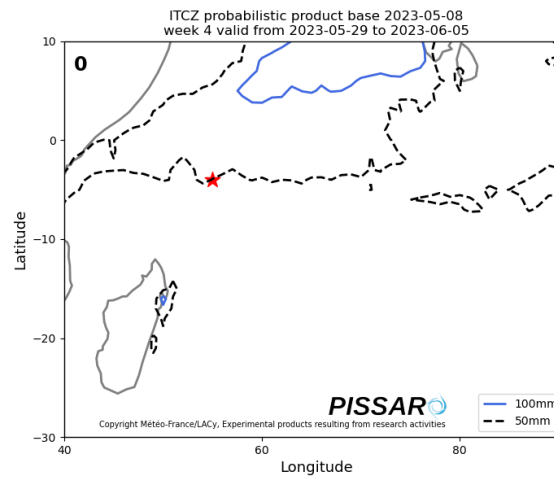 ITCZ probabilistic product base 2023-05-08
week 4 valid from 2023-05-29 to 2023-06-05
10
0
−10
−20
−30
Latitude
0
PISSARO
Copyright Météo-France/LACy, Experimental products resulting from research activities
100mm
50mm
40
60
80
Longitude